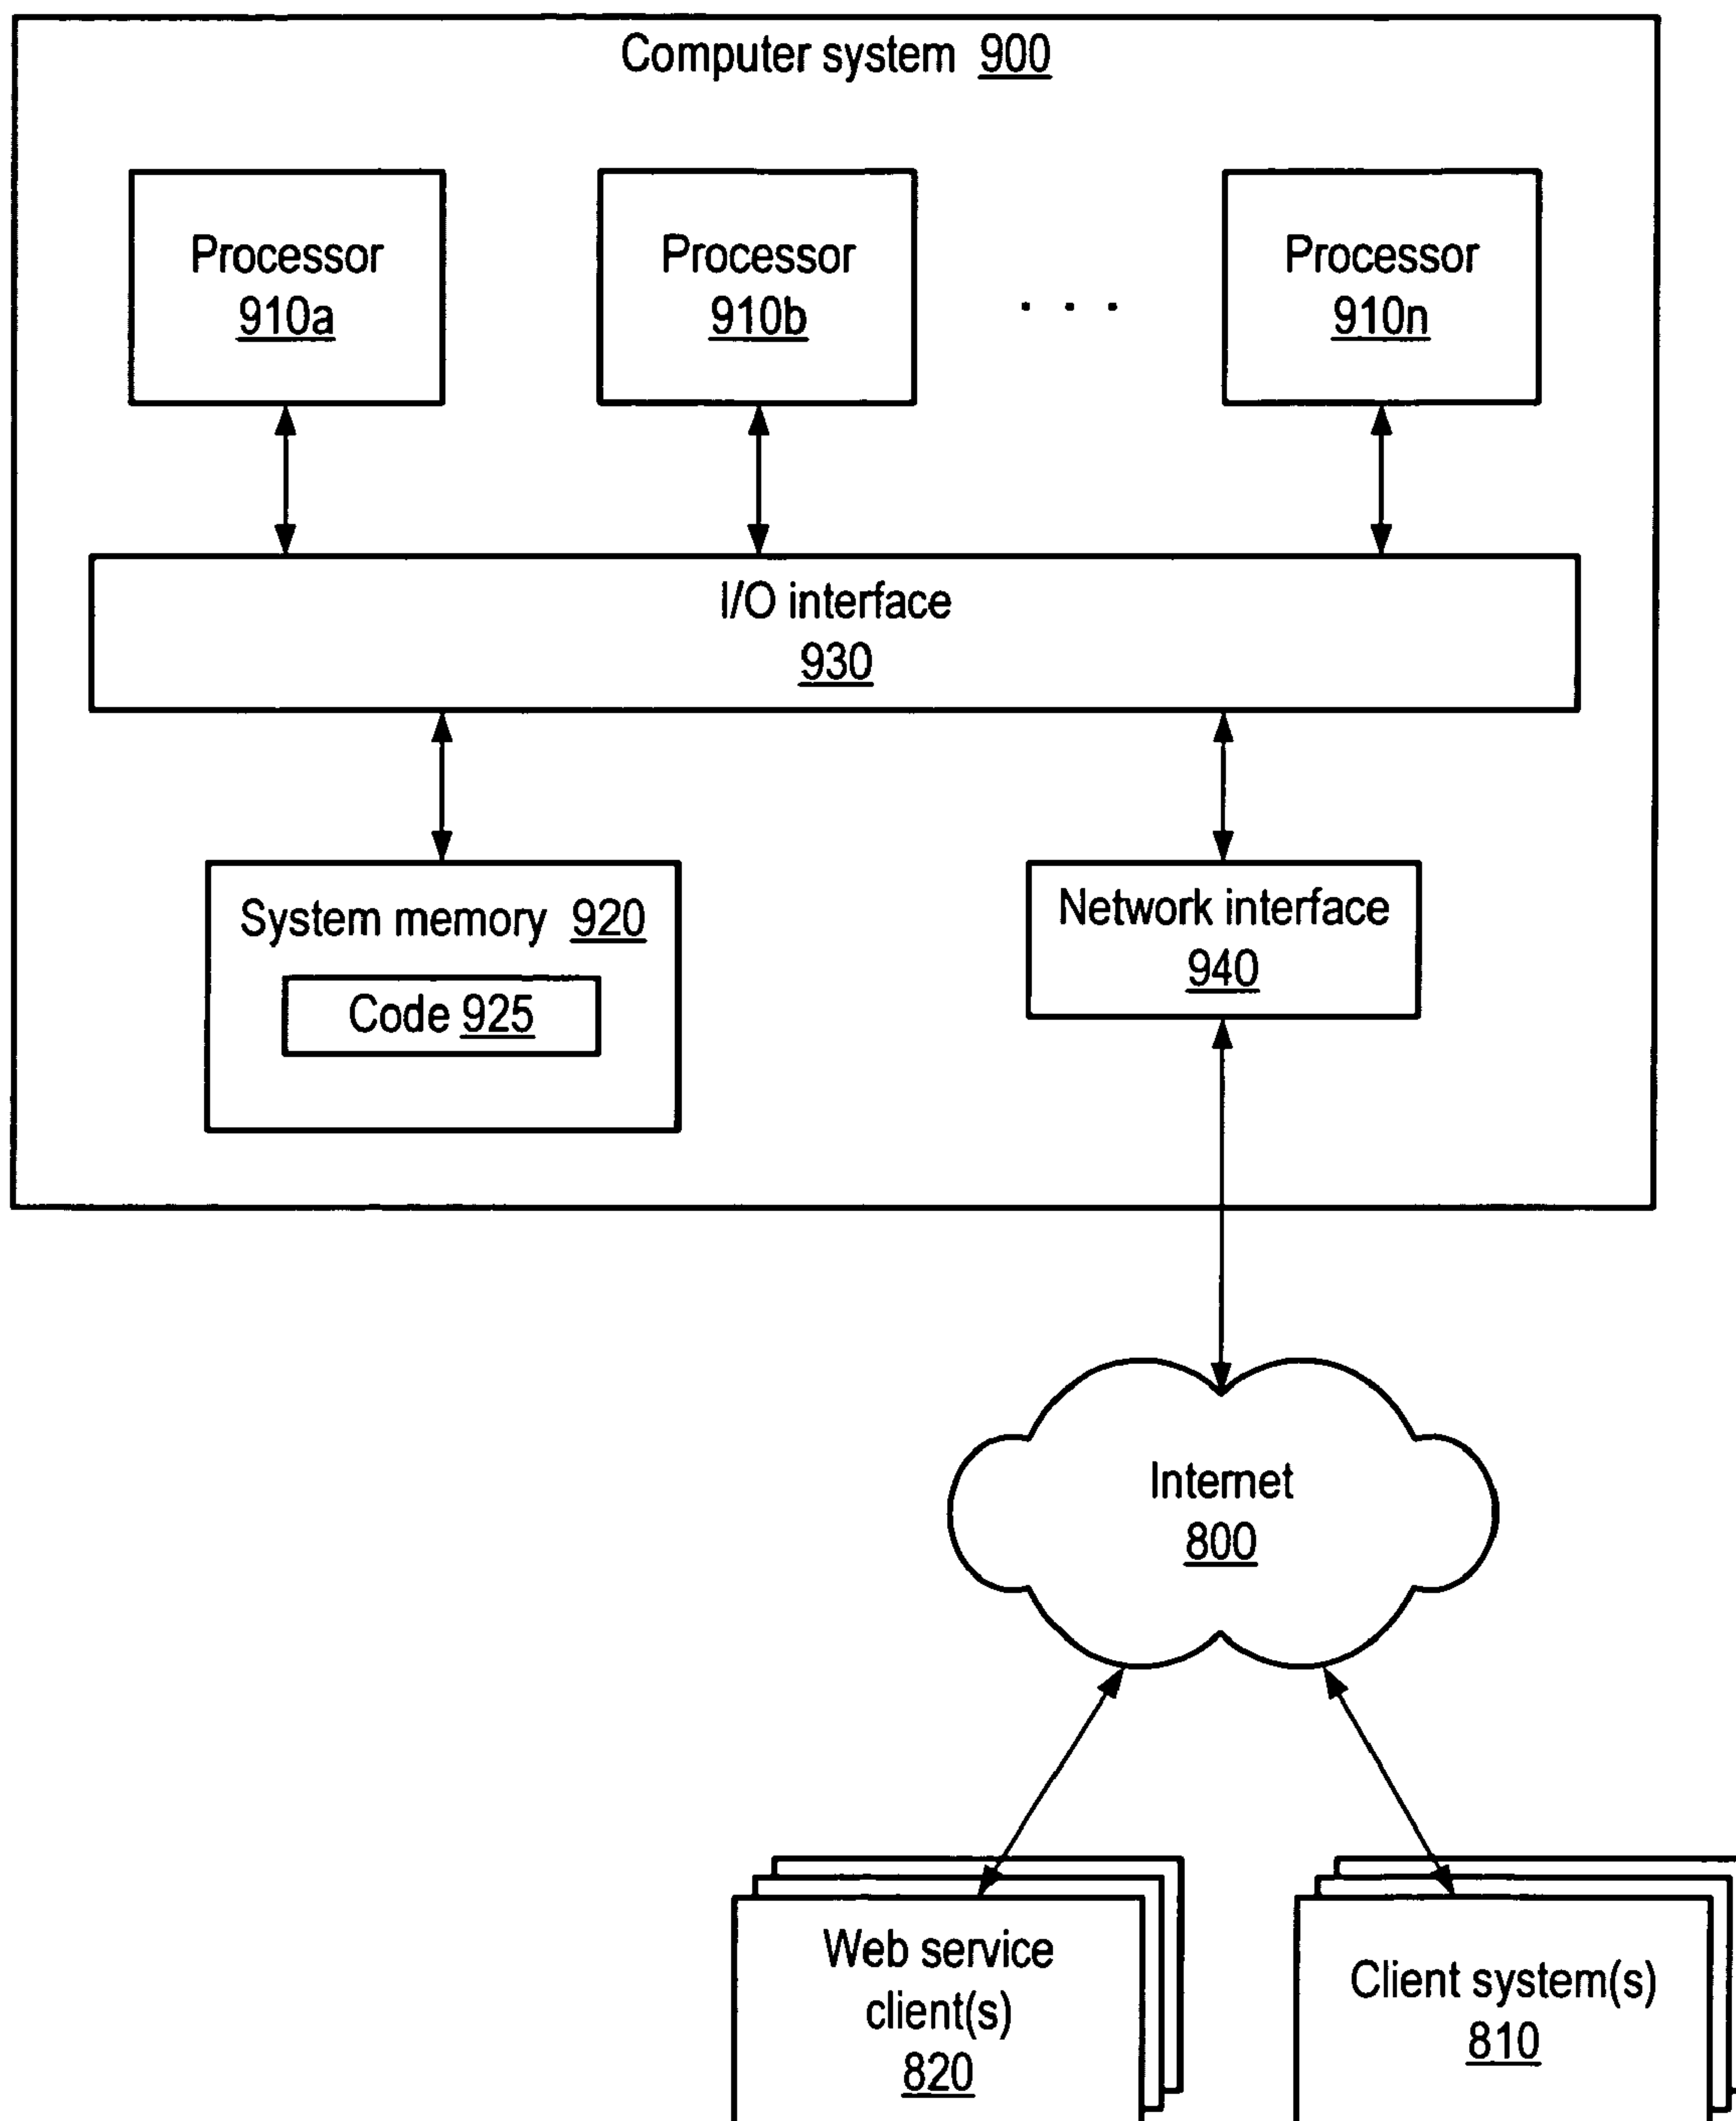 Computer system 900
Processor
910a
Processor
910b
. . .
Processor
910n
I/O interface
930
System memory 920
Code 925
Network interface
940
Internet
800
Web service
client(s)
820
Client system(s)
810